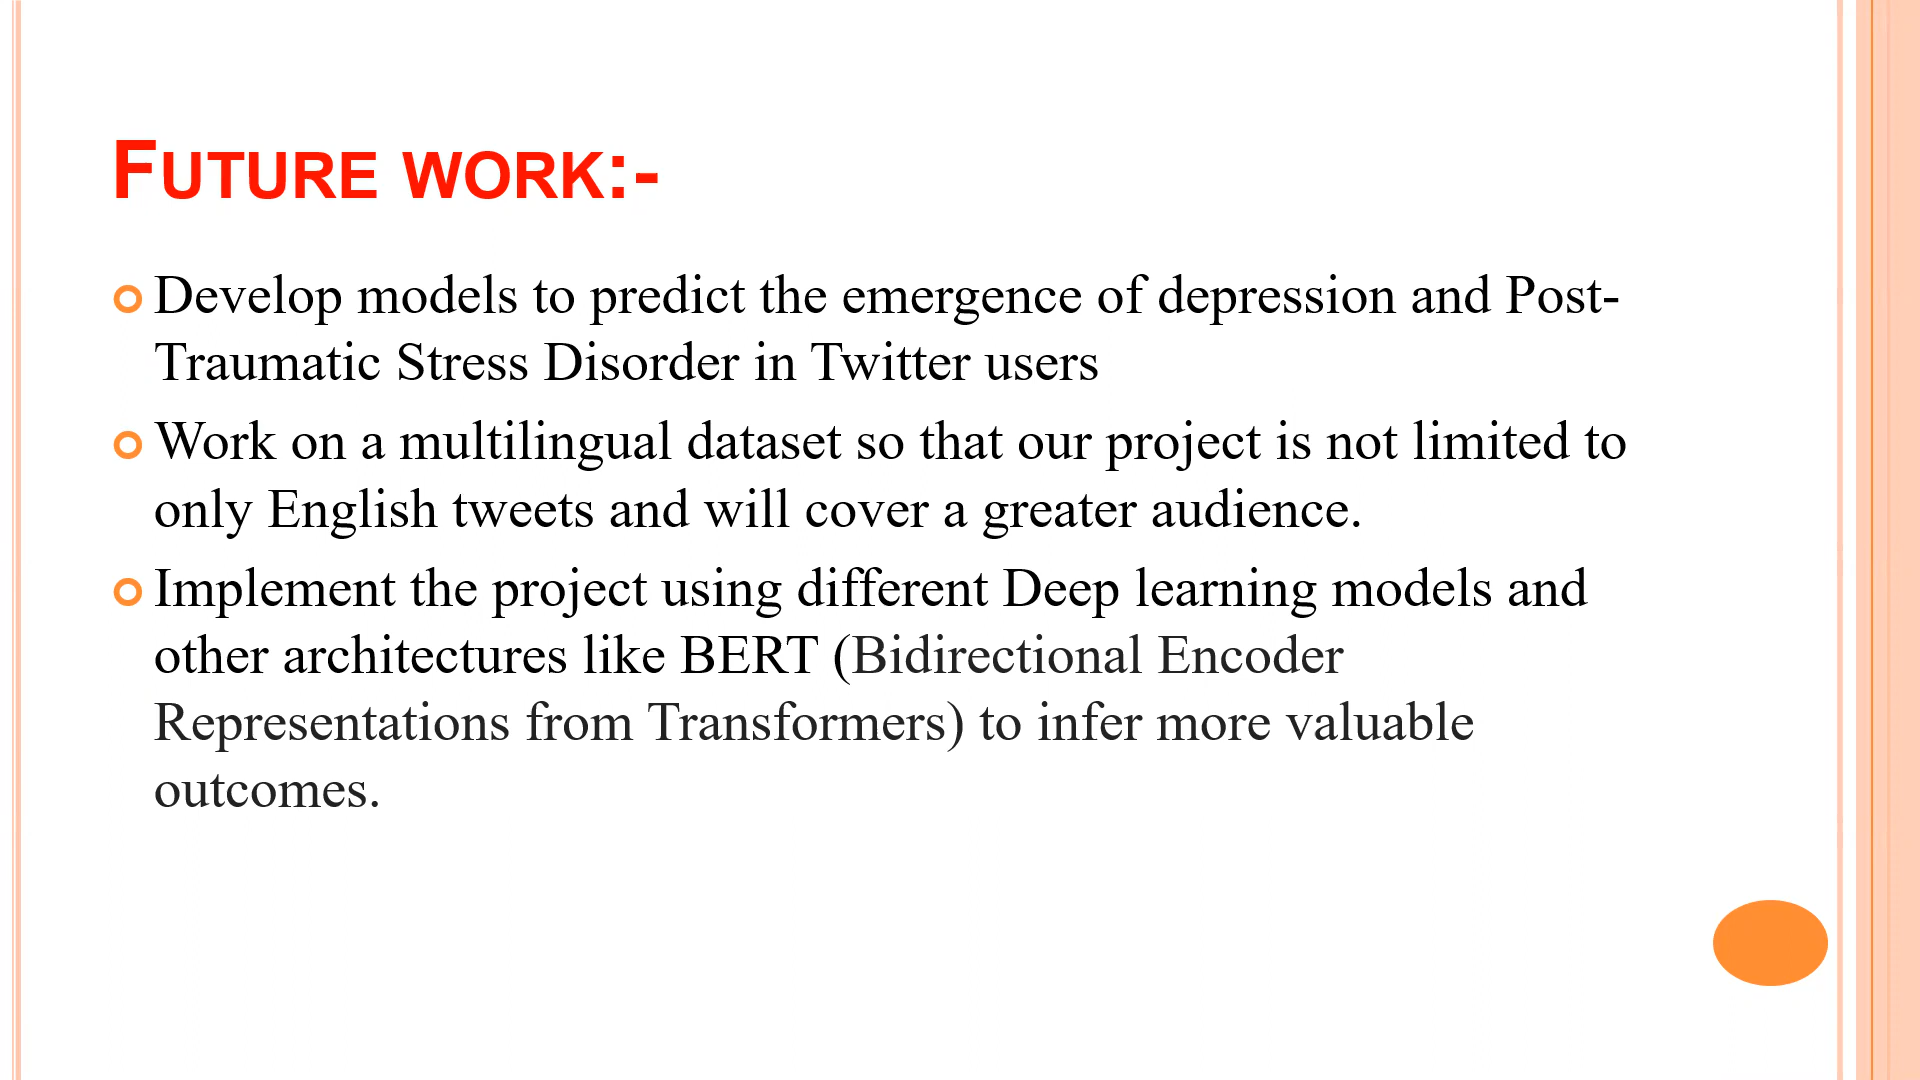 FUTURE WORK:-
Develop models to predict the emergence of depression and Post-
Traumatic Stress Disorder in Twitter users
Work on a multilingual dataset so that our project is not limited to
only English tweets and will cover a greater audience.
Implement the project using different Deep learning models and
other architectures like BERT (Bidirectional Encoder
Representations from Transformers) to infer more valuable
outcomes.